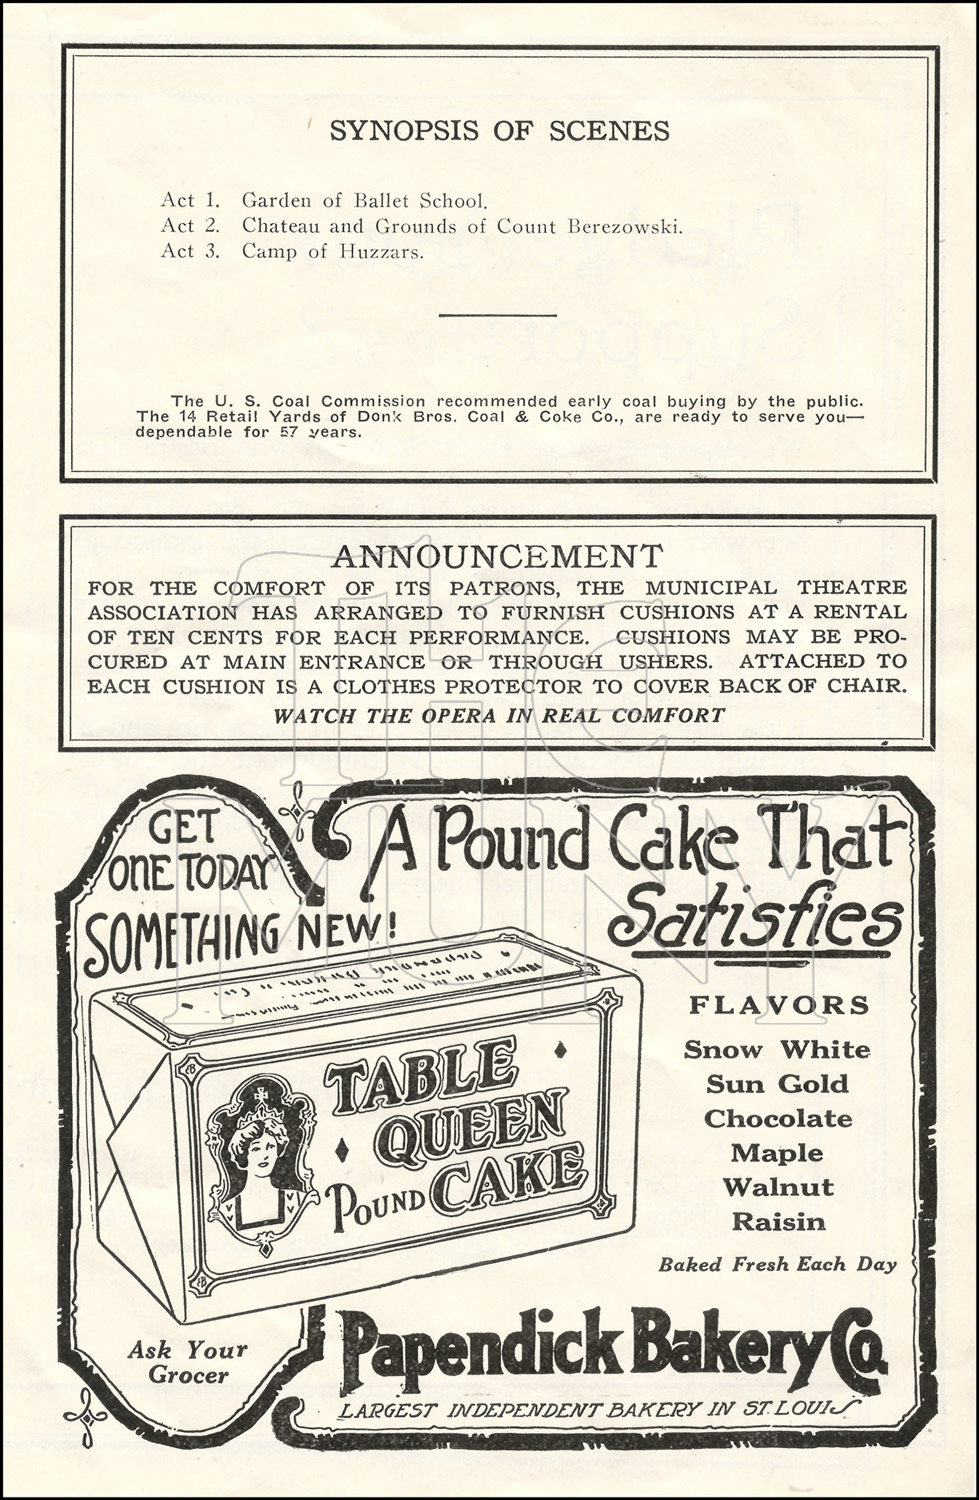 SYNOPSIS OF SCENES
Act 1. Garden of Ballet School.
Act 2. Chateau and Grounds of Count Berezowski.
Act 3. Camp of Huzzars.
The U. S. Coal Commission recommended early coal buying by the public.
The 14 Retail Yards of Donk Bros. Coal & Coke Co., are ready to serve you—
dependable for 57 years.
ANNOUNCEMENT
FOR THE COMFORT OF ITS PATRONS, THE MUNICIPAL THEATRE
ASSOCIATION HAS ARRANGED TO FURNISH CUSHIONS AT A RENTAL
OF TEN CENTS FOR EACH PERFORMANCE. CUSHIONS MAY BE PRO-
CURED AT MAIN ENTRANCE OR THROUGH USHERS. ATTACHED TO
EACH CUSHION IS A CLOTHES PROTECTOR TO COVER BACK OF CHAIR.
WATCH THE OPERA IN REAL COMFORT
The
MUNY
GET
ONE TODAY
SOMETHING NEW!
A Pound Cake That
Satisfies
FLAVORS
Snow White
Sun Gold
Chocolate
Maple
Walnut
Raisin
Baked Fresh Each Day
TABLE
QUEEN
POUND CAKE
Ask Your
Grocer
Papendick Bakery Co.
LARGEST INDEPENDENT BAKERY IN ST. LOUIS